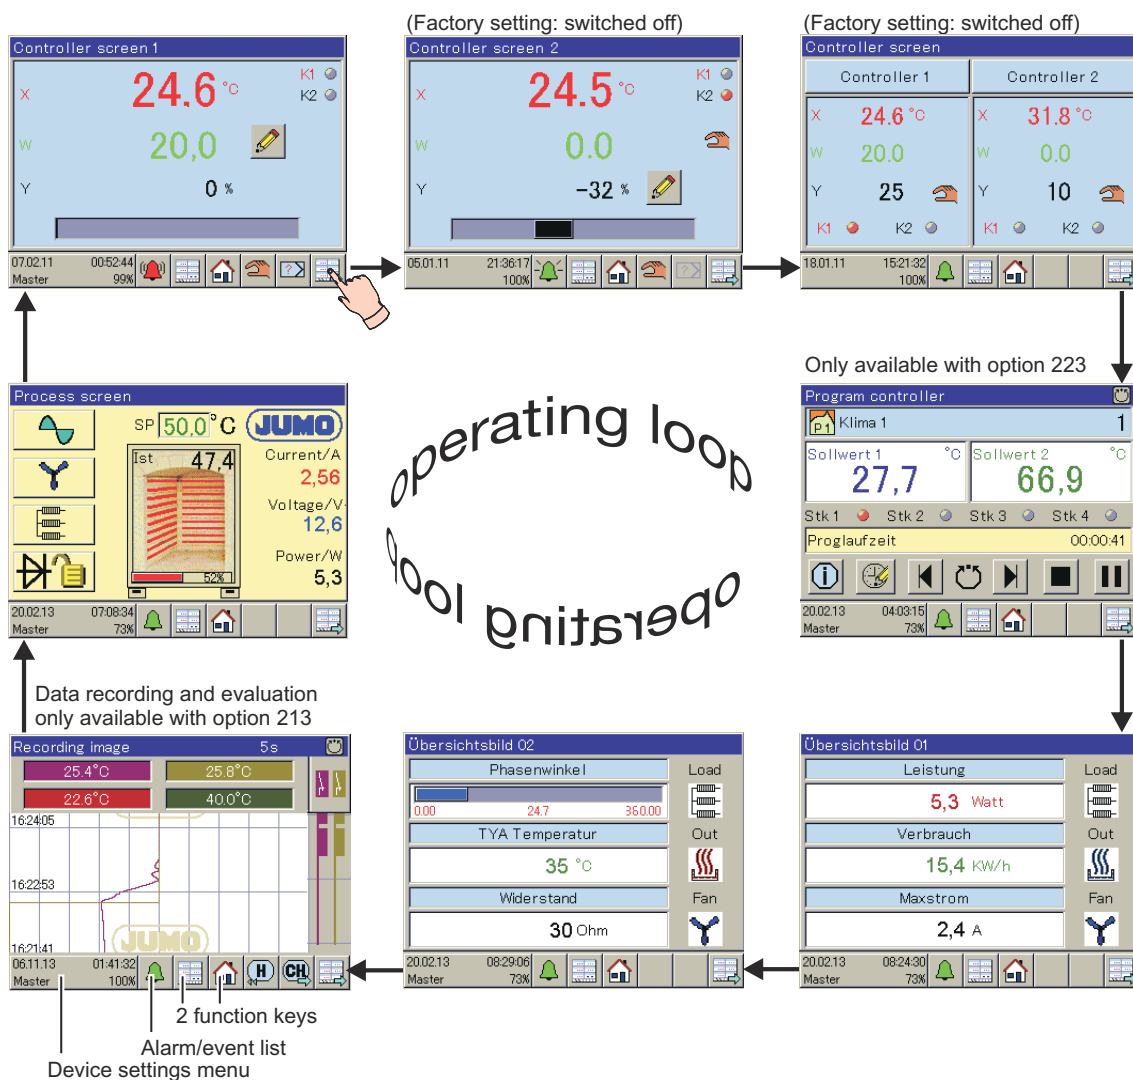 (Factory setting: switched off)
(Factory setting: switched off)
Controller screen 1
X 24.6 °C
K1
K2
W 20,0
Y 0 %
07.02.11 00:52:44
Master 99%
?
Controller screen 2
X 24.5 °C
K1
K2
W 0.0
Y -32 %
05.01.11 21:36:17
100%
?
Controller screen
Controller 1 Controller 2
X 24.6 °C X 31.8 °C
W 20.0 W 0.0
Y 25 Y 10
K1 K2 K1 K2
18.01.11 15:21:32
100%
Only available with option 223
Program controller
P1 Klima 1 1
Sollwert 1 °C Sollwert 2 °C
27,7 66,9
Stk 1 Stk 2 Stk 3 Stk 4
Proglaufzeit 00:00:41
i
20.02.13 04:03:15
Master 73%
Process screen
SP 50,0 °C JUMO
Ist 47,4
Current/A
2,56
Voltage/V
12,6
Power/W
5,3
52%
20.02.13 07:08:34
Master 73%
operating loop
operating loop
Data recording and evaluation
only available with option 213
Recording image 5s
25.4°C 25.8°C
22.6°C 40.0°C
16:24:05
16:22:53
16:21:41
JUMO
06.11.13 01:41:32
Master 100%
H CH
2 function keys
Alarm/event list
Device settings menu
Übersichtsbild 02
Phasenwinkel Load
0.00 24.7 360.00
TYA Temperatur Out
35 °C
Widerstand Fan
30 Ohm
20.02.13 08:29:06
Master 73%
Übersichtsbild 01
Leistung Load
5,3 Watt
Verbrauch Out
15,4 KW/h
Maxstrom Fan
2,4 A
20.02.13 08:24:30
Master 73%